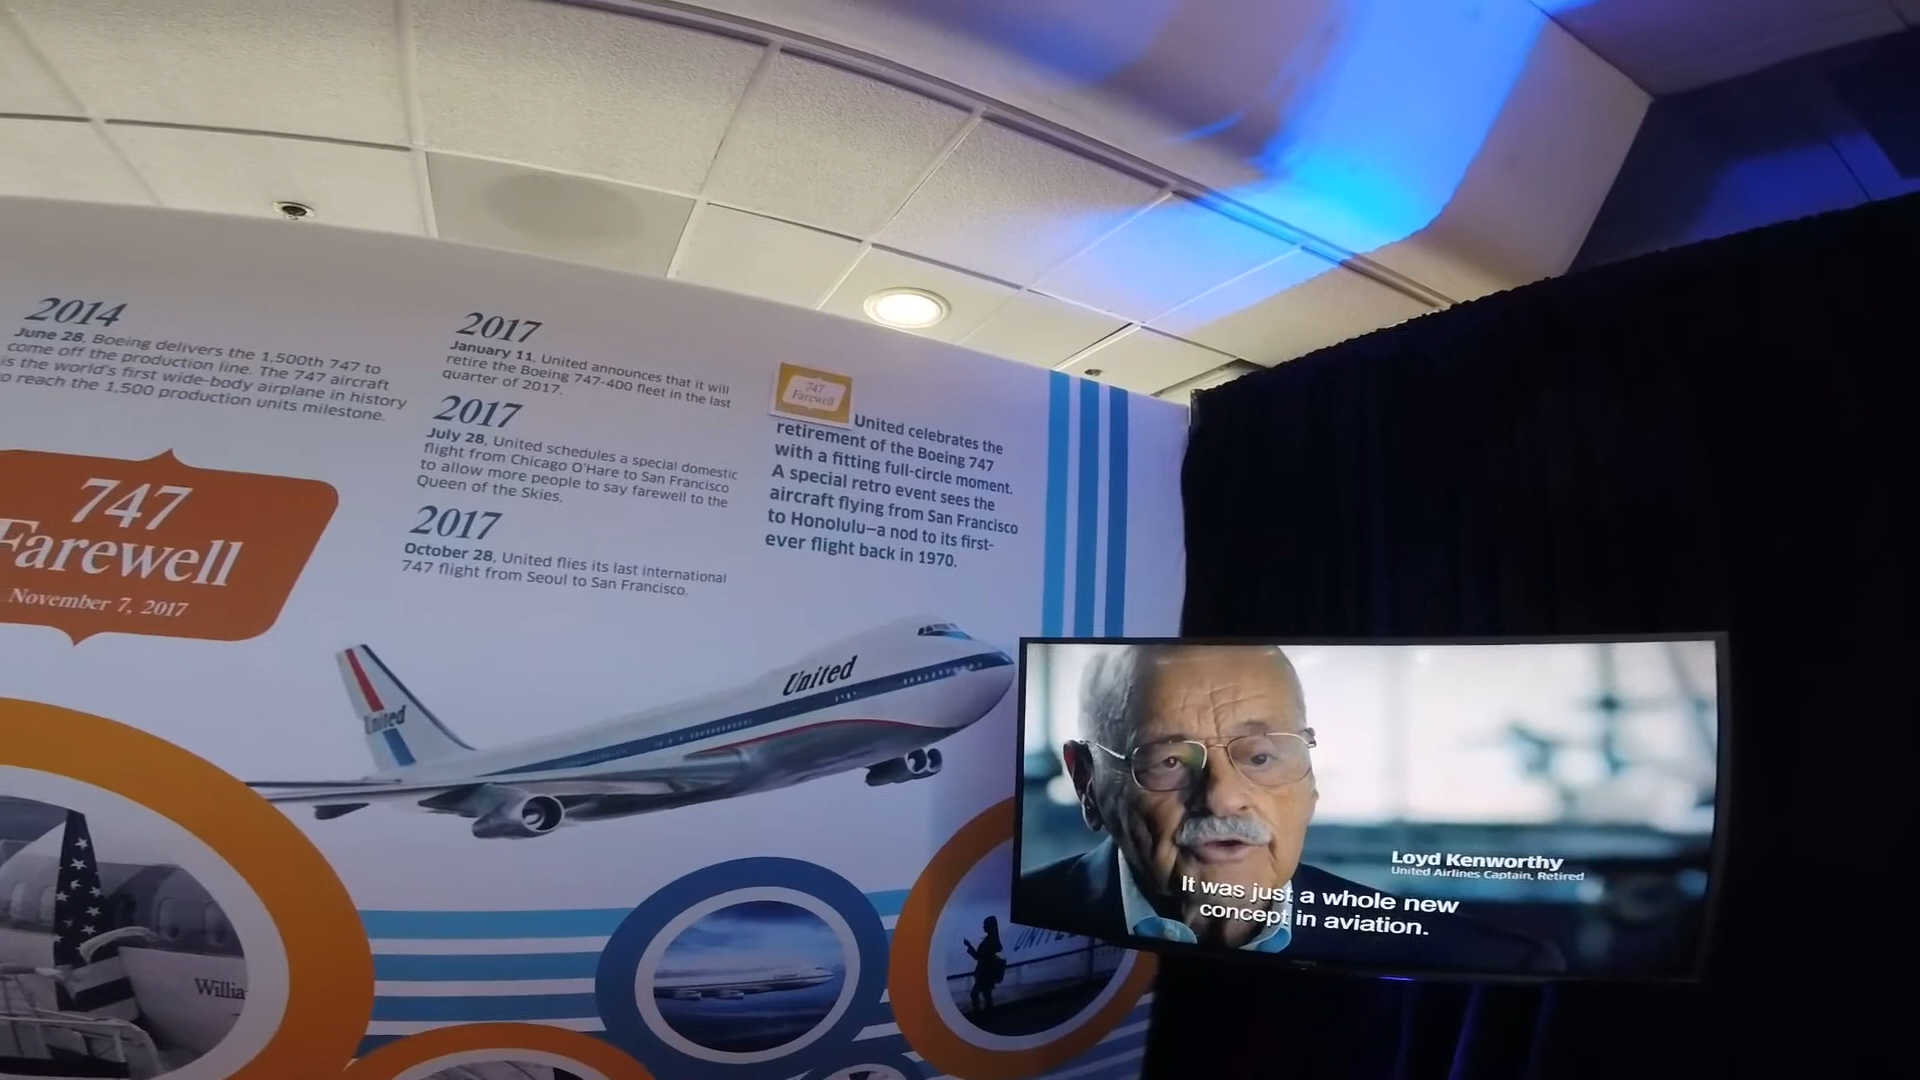 2014
June 28, Boeing delivers the 1,500th 747 to
come off the production line. The 747 aircraft
is the world's first wide-body airplane in history
o reach the 1,500 production units milestone.
747
Farewell
November 7, 2017
2017
January 11, United announces that it will
retire the Boeing 747-400 fleet in the last
quarter of 2017.
2017
July 28, United schedules a special domestic
flight from Chicago O'Hare to San Francisco
to allow more people to say farewell to the
Queen of the Skies.
2017
October 28, United flies its last international
747 flight from Seoul to San Francisco.
747
Farewell
United celebrates the
retirement of the Boeing 747
with a fitting full-circle moment.
A special retro event sees the
aircraft flying from San Francisco
to Honolulu—a nod to its first-
ever flight back in 1970.
United
United
Willia
Loyd Kenworthy
United Airlines Captain, Retired
It was just a whole new
concept in aviation.